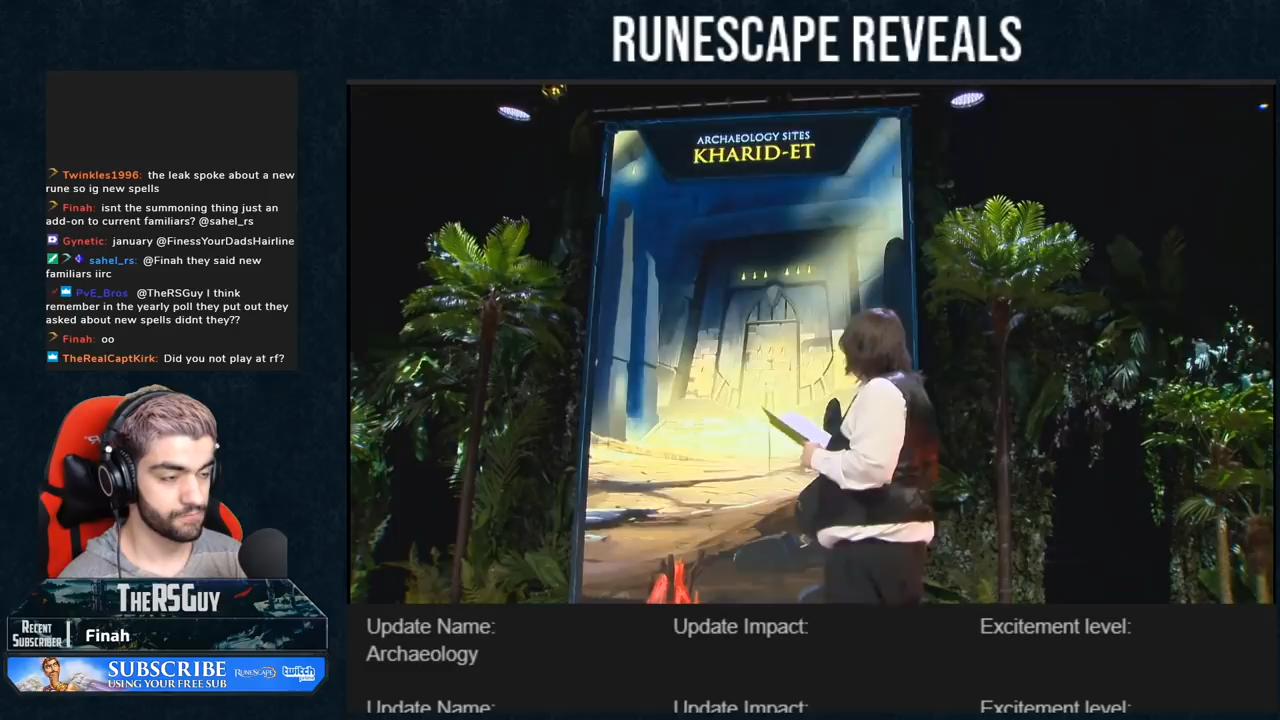 RUNESCAPE REVEALS
ARCHAEOLOGY SITES
KHARID-ET
Twinkles1996: the leak spoke about a new
rune so ig new spells
Finah: isnt the summoning thing just an
add-on to current familiars? @sahel_rs
Gynetic: january @FinessYourDadsHairline
sahel_rs: @Finah they said new
familiars iirc
PvE_Bros @TheRSGuy I think
remember in the yearly poll they put out they
asked about new spells didnt they??
Finah: oo
TheRealCaptKirk: Did you not play at rf?
THERSGUY
RECENT
SUBSCRIBER
Finah
SUBSCRIBE
USING YOUR FREE SUB
RUNESCAPE
twitch
prime
Update Name: Update Impact: Excitement level:
Archaeology
Update Name: Update Impact: Excitement level: